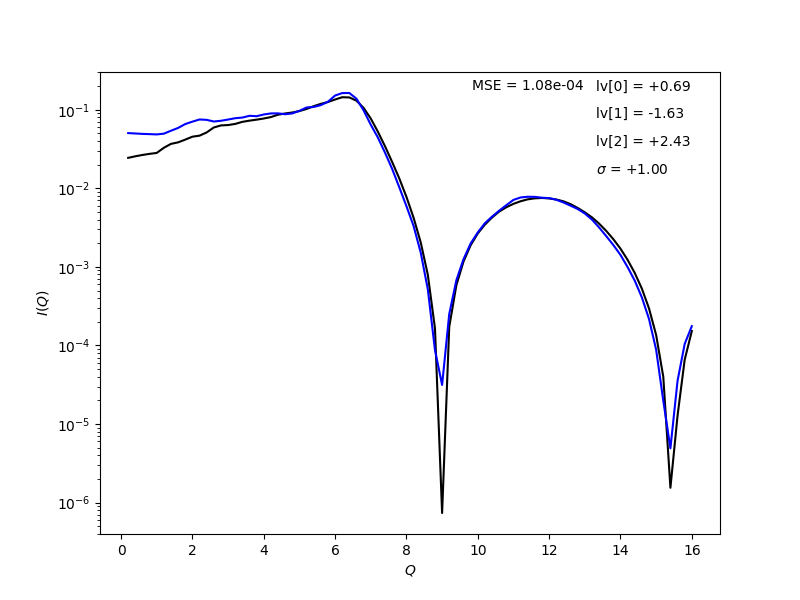 MSE = 1.08e-04 lv[0] = +0.69
lv[1] = -1.63
lv[2] = +2.43
σ = +1.00
10⁻¹
10⁻²
10⁻³
10⁻⁴
10⁻⁵
10⁻⁶
I(Q)
0 2 4 6 8 10 12 14 16
Q